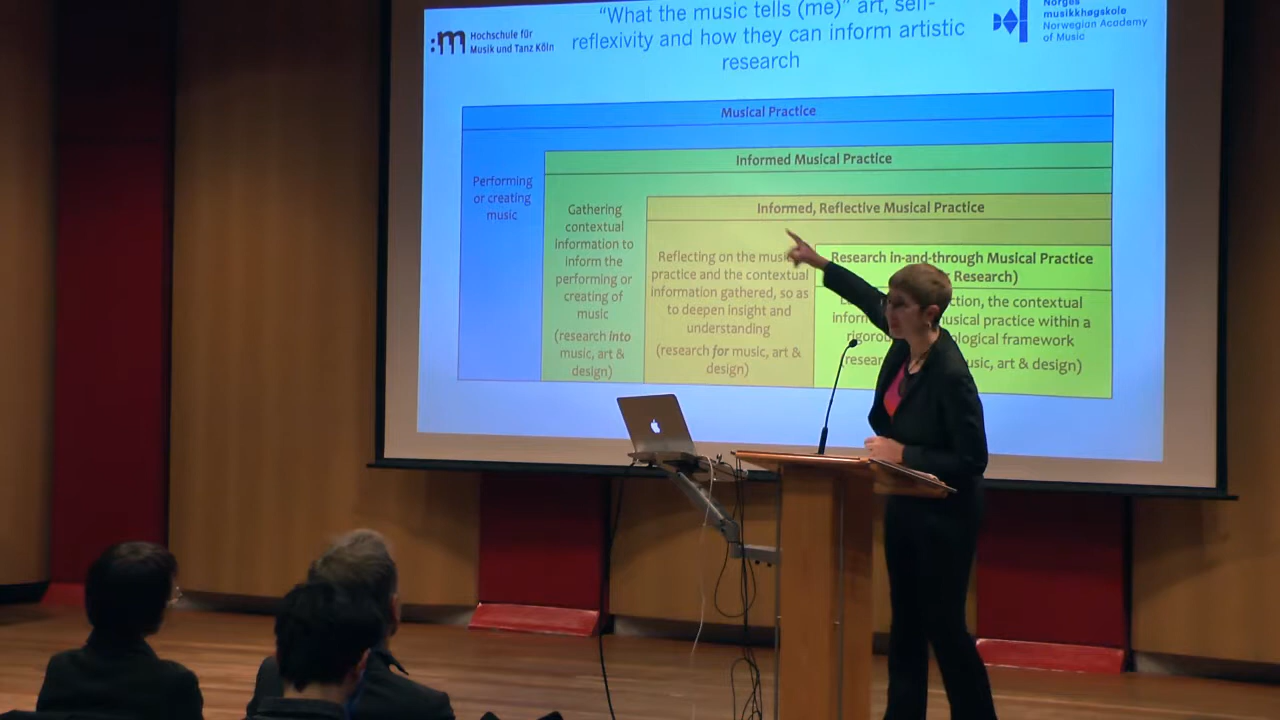 "What the music tells (me)" art, self-
reflexivity and how they can inform artistic
research
:m Hochschule für
Musik und Tanz Köln
Norges
musikkhøgskole
Norwegian Academy
of Music
Musical Practice
Performing
or creating
music
Informed Musical Practice
Gathering
contextual
information to
inform the
performing or
creating of
music
(research into
music, art &
design)
Informed, Reflective Musical Practice
Reflecting on the
practice and the contextual
information gathered, so as
to deepen insight and
understanding
(research for music, art &
design)
Research in-and-through Musical Practice
Research)
the contextual
musical practice within a
framework
music, art & design)